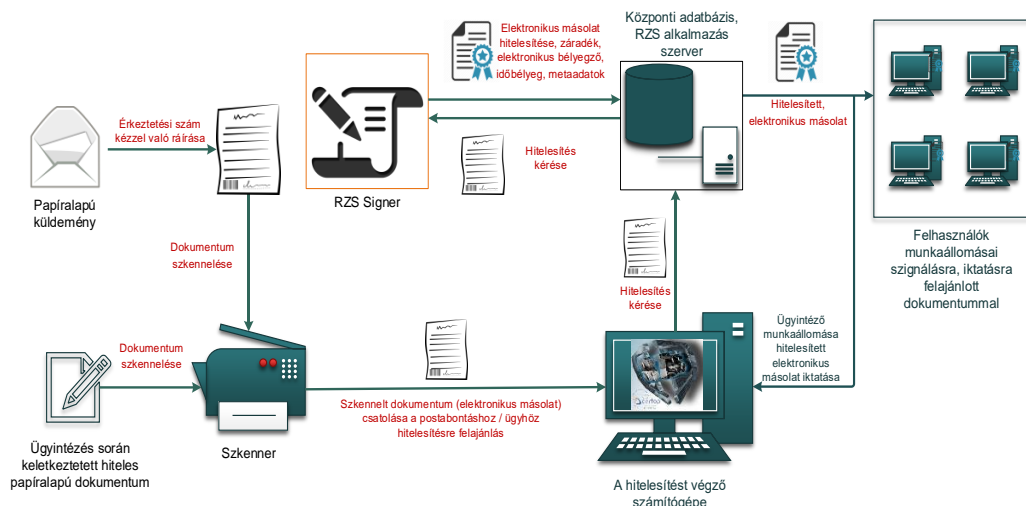 Elektronikus másolat
hitelesítése, záradék,
elektronikus bélyegző,
időbélyeg, metaadatok
Központi adatbázis,
RZS alkalmazás
szerver
Érkeztetési szám
kézzel való ráírása
Hitelesített,
elektronikus másolat
Hitelesítés
kérése
Papíralapú
küldemény
RZS Signer
Felhasználók
munkaállomásai
szignálásra, iktatásra
felajánlott
dokumentummal
Dokumentum
szkennelése
Hitelesítés
kérése
Ügyintéző
munkaállomása
hitelesített
elektronikus
másolat iktatása
Dokumentum
szkennelése
Szkennelt dokumentum (elektronikus másolat)
csatolása a postabontáshoz / ügyhöz
hitelesítésre felajánlás
Ügyintézés során
keletkeztetett hiteles
papíralapú dokumentum
Szkenner
A hitelesítést végző
számítógépe